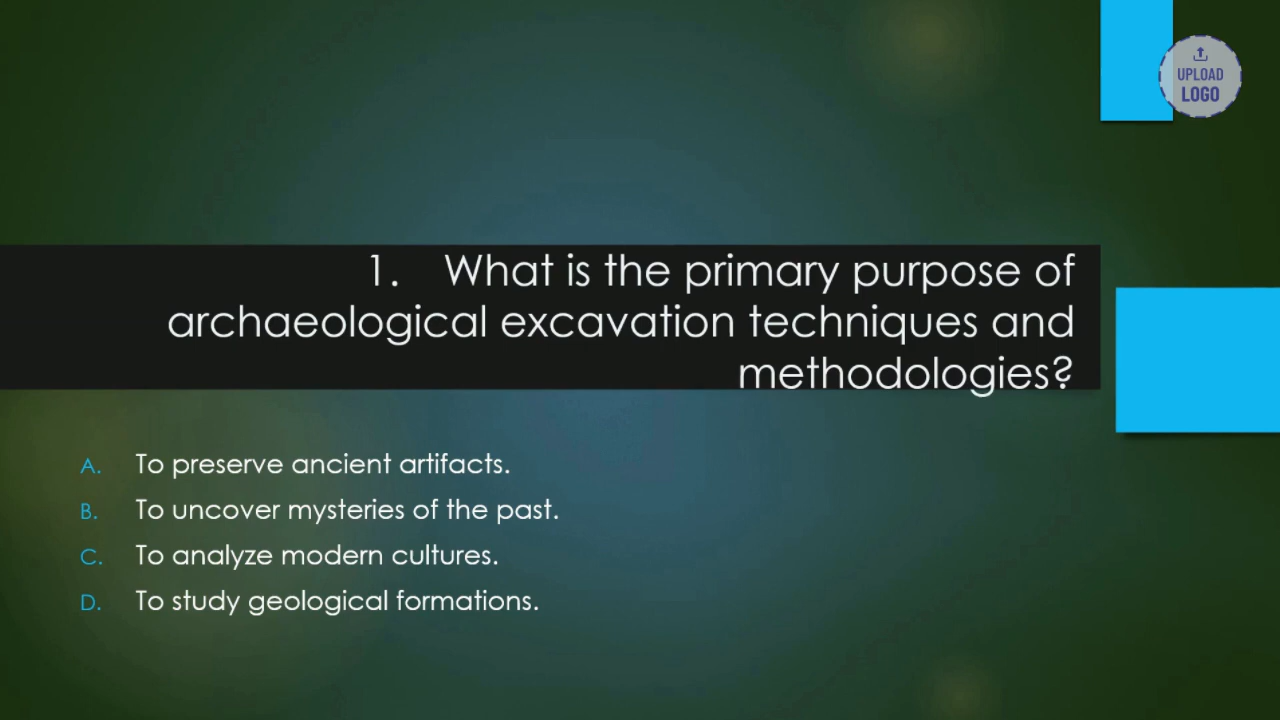 UPLOAD
LOGO
1. What is the primary purpose of
archaeological excavation techniques and
methodologies?
A. To preserve ancient artifacts.
B. To uncover mysteries of the past.
C. To analyze modern cultures.
D. To study geological formations.